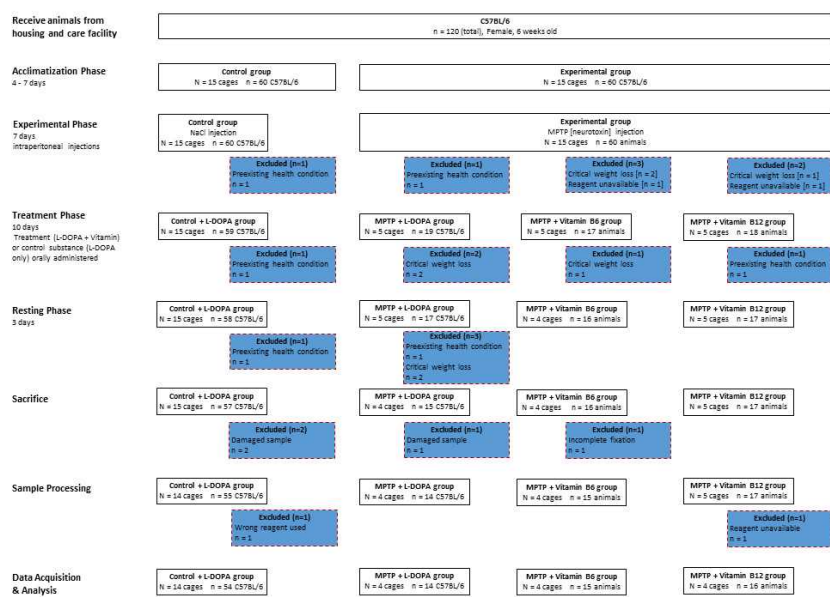 Receive animals from
housing and care facility
C57BL/6
n = 120 (total), Female, 6 weeks old
Acclimatization Phase
4 - 7 days
Control group
N = 15 cages n = 60 C57BL/6
Experimental group
N = 15 cages n = 60 C57BL/6
Experimental Phase
7 days
intraperitoneal injections
Control group
NaCl injection
N = 15 cages n = 60 C57BL/6
Experimental group
MPTP [neurotoxin] injection
N = 15 cages n = 60 animals
Excluded (n=1)
Preexisting health condition
n = 1
Excluded (n=1)
Preexisting health condition
n = 1
Excluded (n=3)
Critical weight loss [n = 2]
Reagent unavailable [n = 1]
Excluded (n=2)
Critical weight loss [n = 1]
Reagent unavailable [n = 1]
Treatment Phase
10 days
Treatment (L-DOPA + Vitamin)
or control substance (L-DOPA
only) orally administered
Control + L-DOPA group
N = 15 cages n = 59 C57BL/6
MPTP + L-DOPA group
N = 5 cages n = 19 C57BL/6
MPTP + Vitamin B6 group
N = 5 cages n = 17 animals
MPTP + Vitamin B12 group
N = 5 cages n = 18 animals
Excluded (n=1)
Preexisting health condition
n = 1
Excluded (n=2)
Critical weight loss
n = 2
Excluded (n=1)
Critical weight loss
n = 1
Excluded (n=1)
Preexisting health condition
n = 1
Resting Phase
3 days
Control + L-DOPA group
N = 15 cages n = 58 C57BL/6
MPTP + L-DOPA group
N = 5 cages n = 17 C57BL/6
MPTP + Vitamin B6 group
N = 4 cages n = 16 animals
MPTP + Vitamin B12 group
N = 5 cages n = 17 animals
Excluded (n=1)
Preexisting health condition
n = 1
Excluded (n=3)
Preexisting health condition
n = 1
Critical weight loss
n = 2
Sacrifice
Control + L-DOPA group
N = 15 cages n = 57 C57BL/6
MPTP + L-DOPA group
N = 4 cages n = 15 C57BL/6
MPTP + Vitamin B6 group
N = 4 cages n = 16 animals
MPTP + Vitamin B12 group
N = 5 cages n = 17 animals
Excluded (n=2)
Damaged sample
n = 2
Excluded (n=1)
Damaged sample
n = 1
Excluded (n=1)
Incomplete fixation
n = 1
Sample Processing
Control + L-DOPA group
N = 14 cages n = 55 C57BL/6
MPTP + L-DOPA group
N = 4 cages n = 14 C57BL/6
MPTP + Vitamin B6 group
N = 4 cages n = 15 animals
MPTP + Vitamin B12 group
N = 5 cages n = 17 animals
Excluded (n=1)
Wrong reagent used
n = 1
Excluded (n=1)
Reagent unavailable
n = 1
Data Acquisition
& Analysis
Control + L-DOPA group
N = 14 cages n = 54 C57BL/6
MPTP + L-DOPA group
N = 4 cages n = 14 C57BL/6
MPTP + Vitamin B6 group
N = 4 cages n = 15 animals
MPTP + Vitamin B12 group
N = 4 cages n = 16 animals